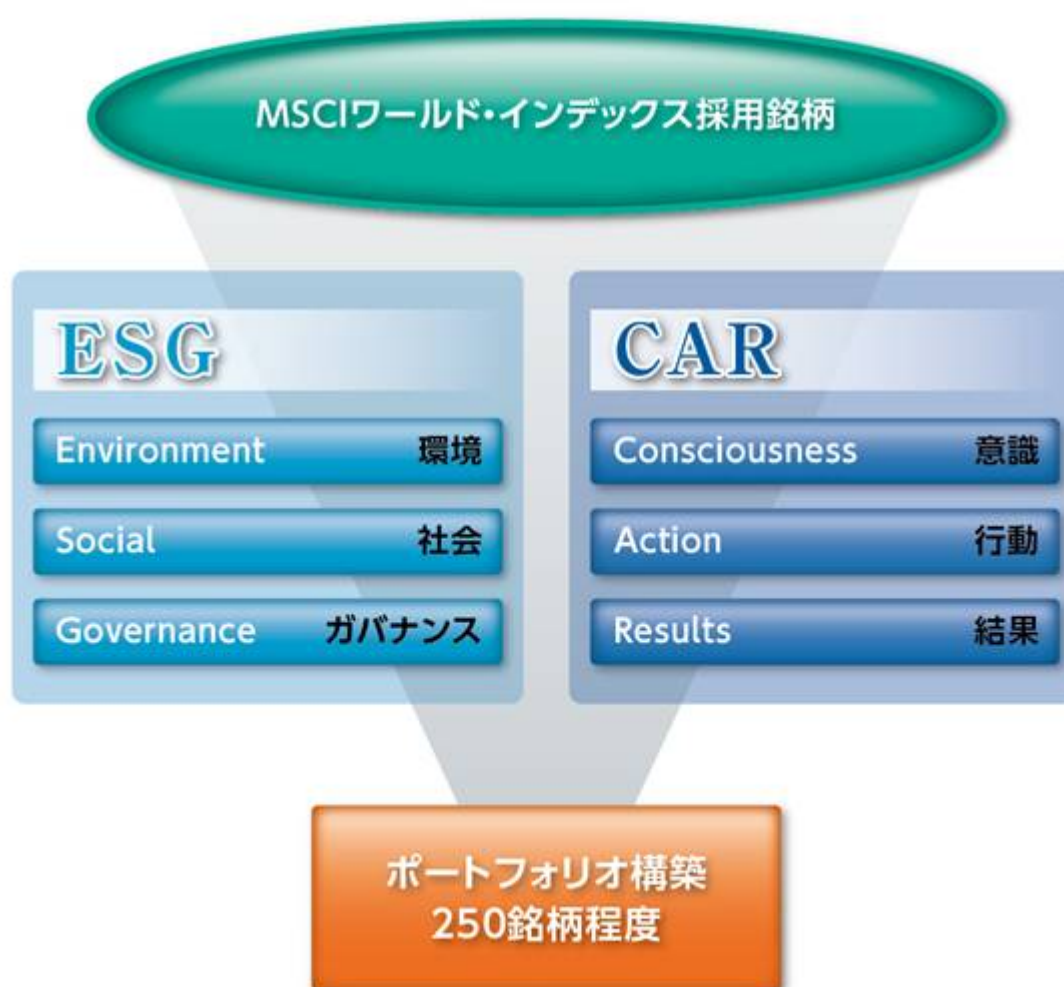 MSCIワールド・インデックス採用銘柄
ESG
Environment 環境
Social 社会
Governance ガバナンス
CAR
Consciousness 意識
Action 行動
Results 結果
ポートフォリオ構築
250銘柄程度